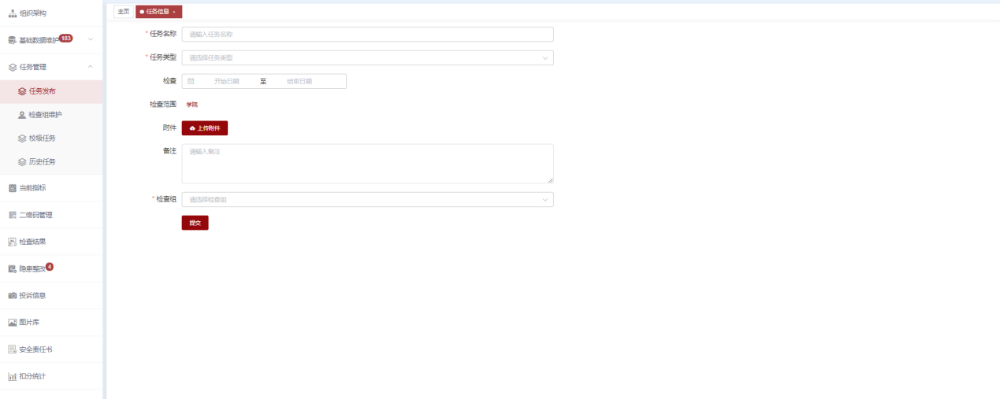 组织架构
基础数据维护 183
任务管理
任务发布
检查组维护
校级任务
历史任务
当前指标
二维码管理
检查结果
隐患整改 4
投诉信息
图片库
安全责任书
扣分统计
主页 任务信息 ×
* 任务名称 请输入任务名称
* 任务类型 请选择任务类型
检查 开始日期 至 结束日期
检查范围 学院
附件 上传附件
备注 请输入备注
* 检查组 请选择检查组
提交